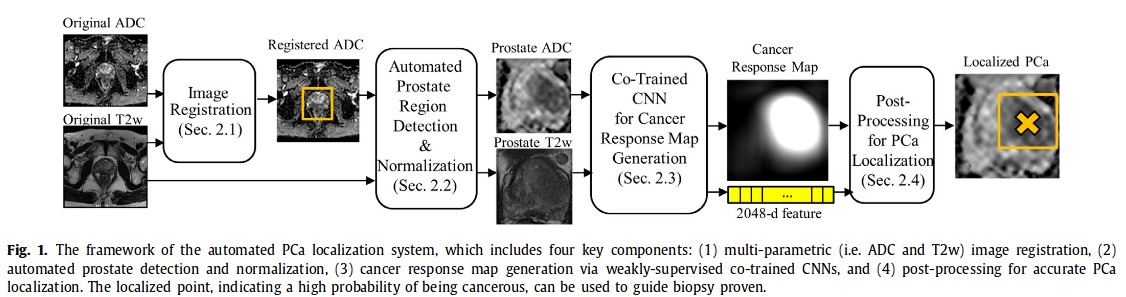 Original ADC
Registered ADC
Prostate ADC
Cancer
Response Map
Localized PCa
Image
Registration
(Sec. 2.1)
Automated
Prostate
Region
Detection
&
Normalization
(Sec. 2.2)
Co-Trained
CNN
for Cancer
Response Map
Generation
(Sec. 2.3)
Post-
Processing
for PCa
Localization
(Sec. 2.4)
Original T2w
Prostate T2w
...
2048-d feature
Fig. 1. The framework of the automated PCa localization system, which includes four key components: (1) multi-parametric (i.e. ADC and T2w) image registration, (2)
automated prostate detection and normalization, (3) cancer response map generation via weakly-supervised co-trained CNNs, and (4) post-processing for accurate PCa
localization. The localized point, indicating a high probability of being cancerous, can be used to guide biopsy proven.